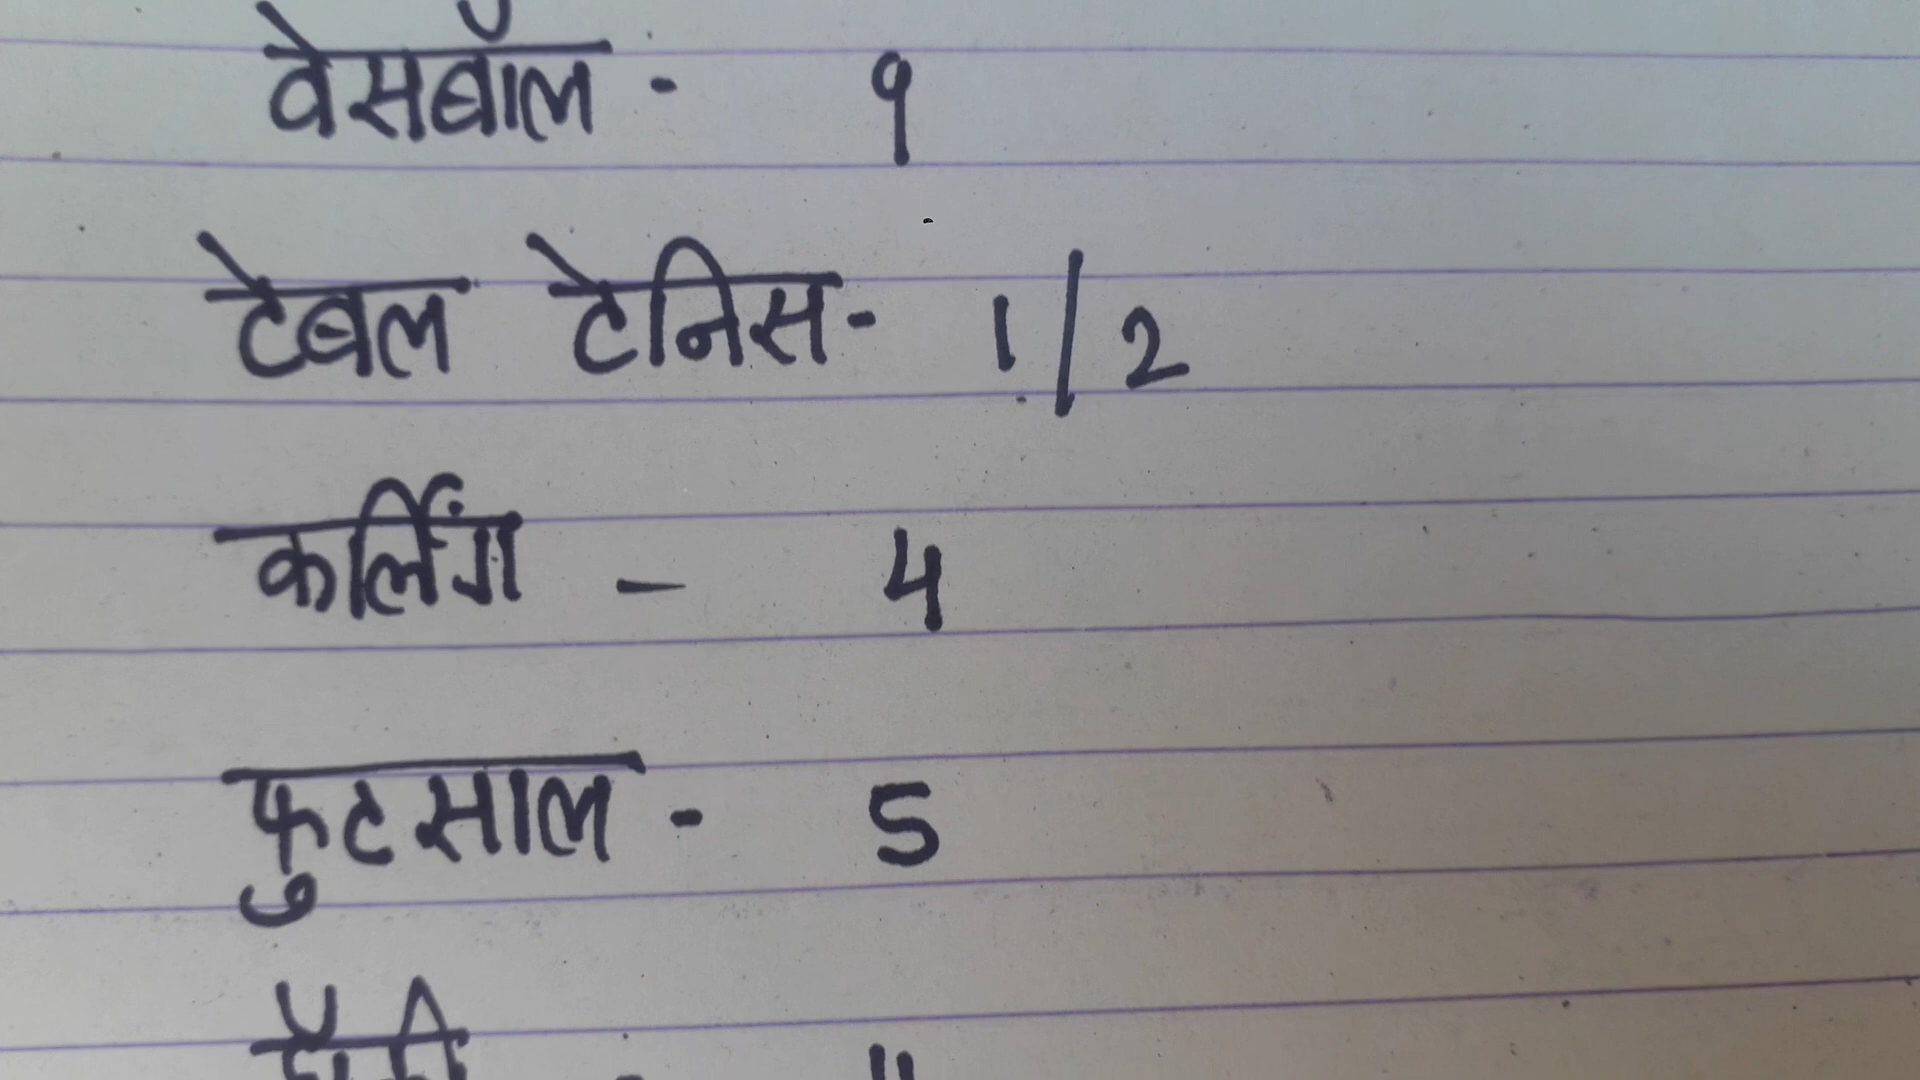 वेसबॉल - 9
टेबल टेनिस - 1/2
कर्लिंग - 4
फुटसाल - 5